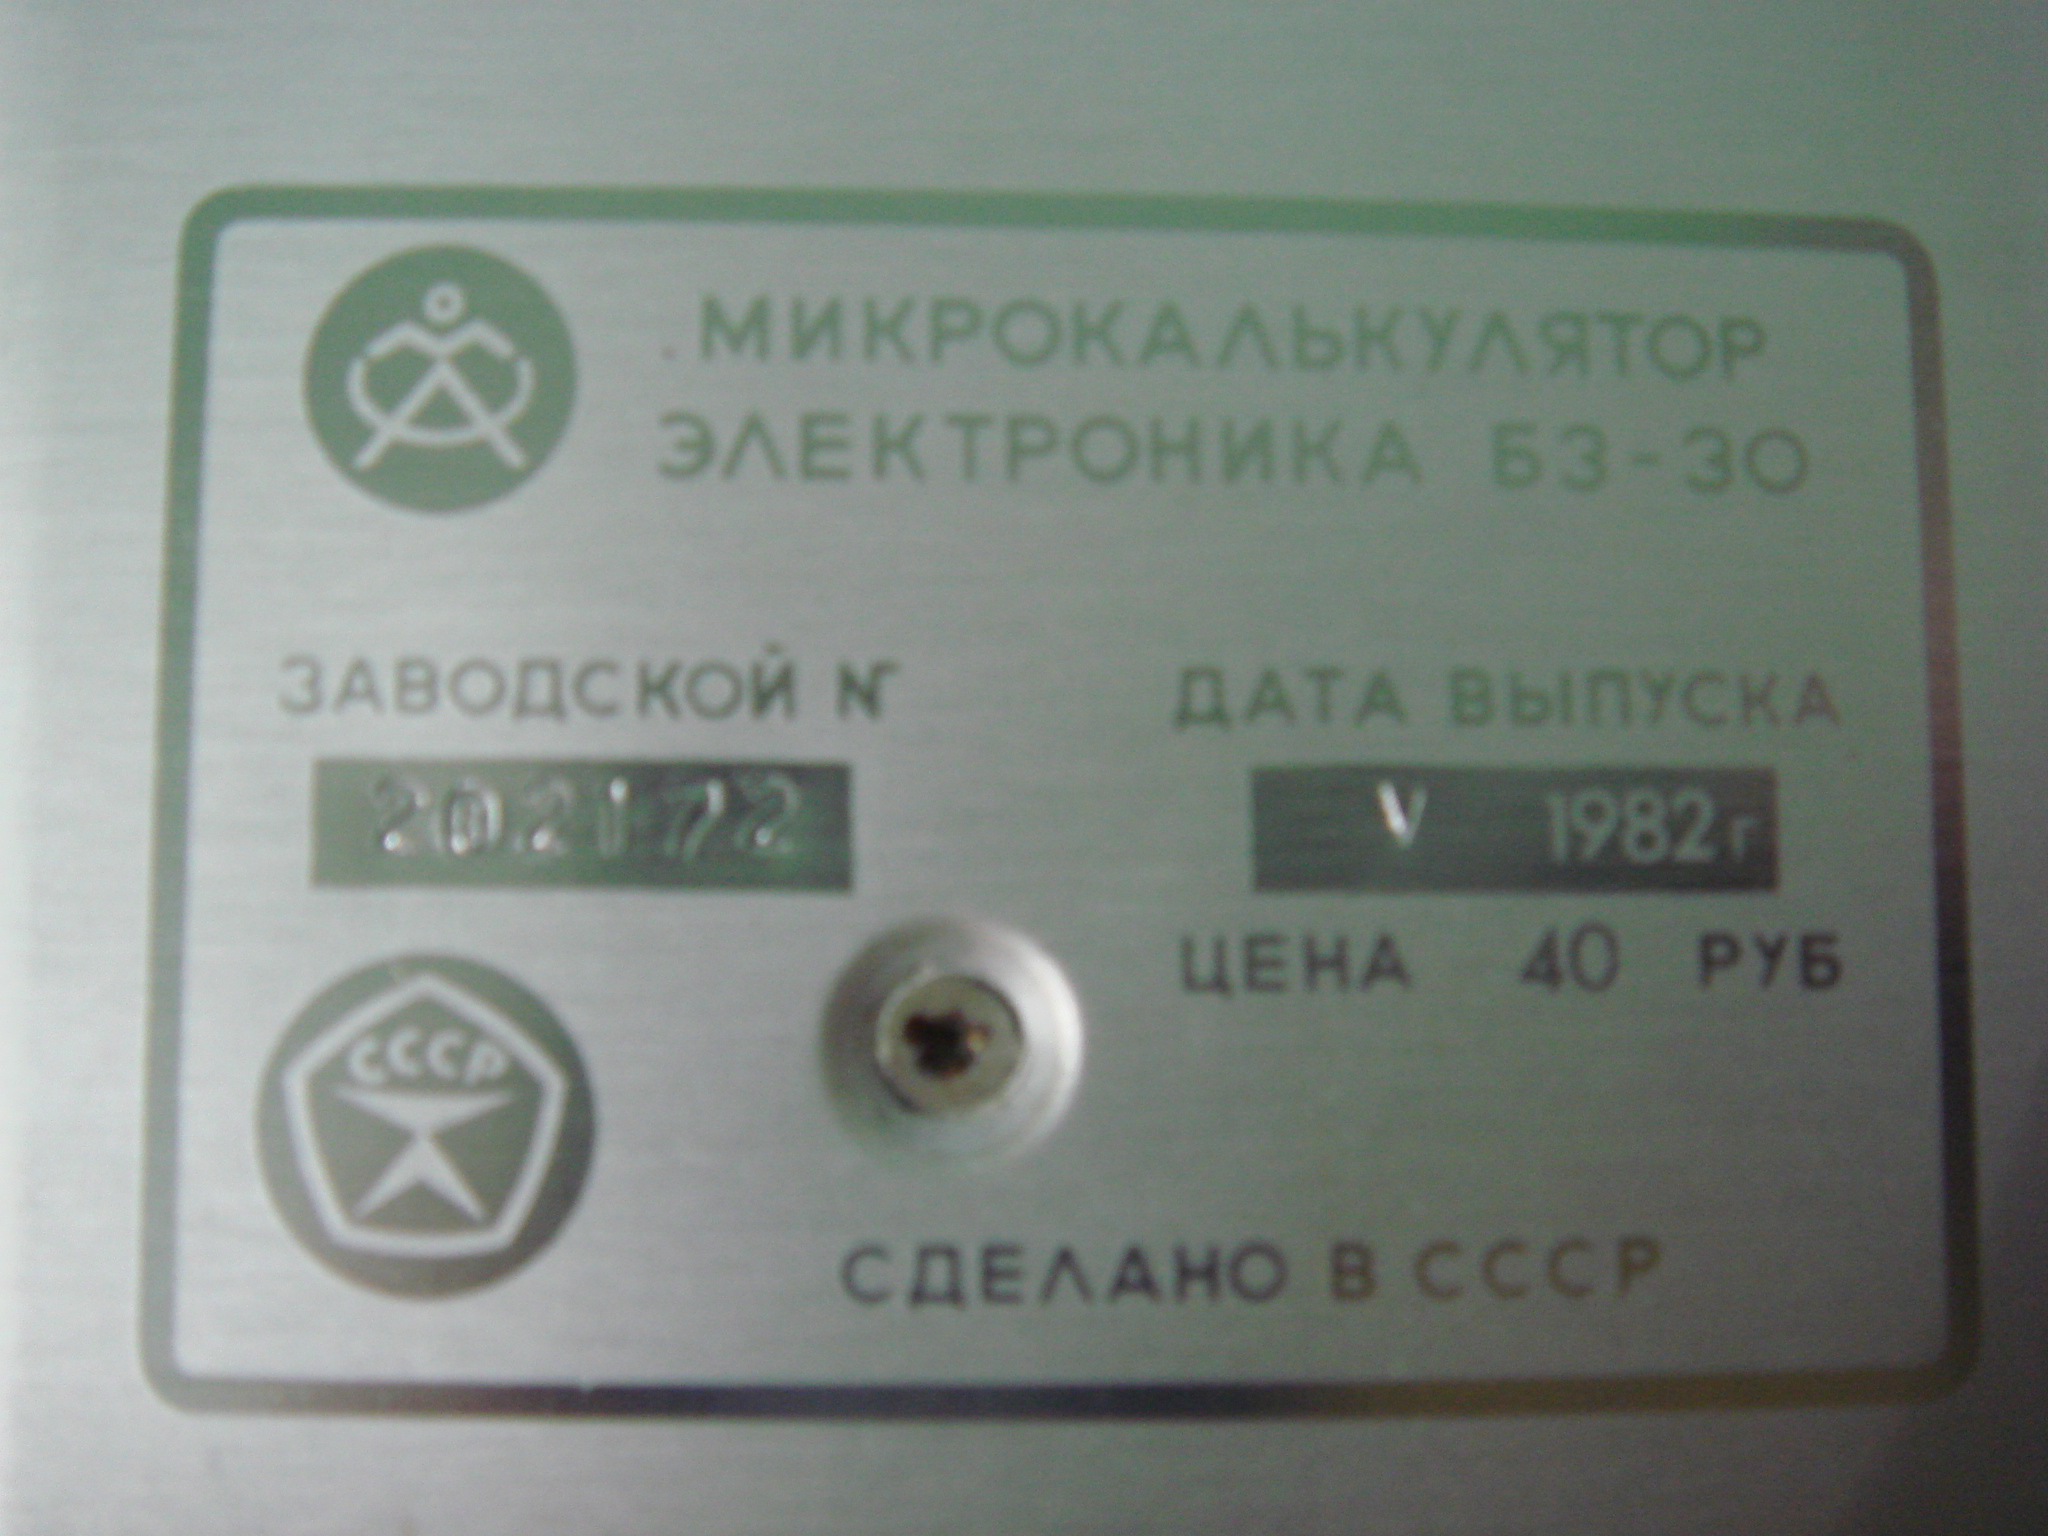 МИКРОКАЛЬКУЛЯТОР
ЭЛЕКТРОНИКА Б3-30
ЗАВОДСКОЙ №
202172
ДАТА ВЫПУСКА
V 1982г
ЦЕНА 40 РУБ
СССР
СДЕЛАНО В СССР